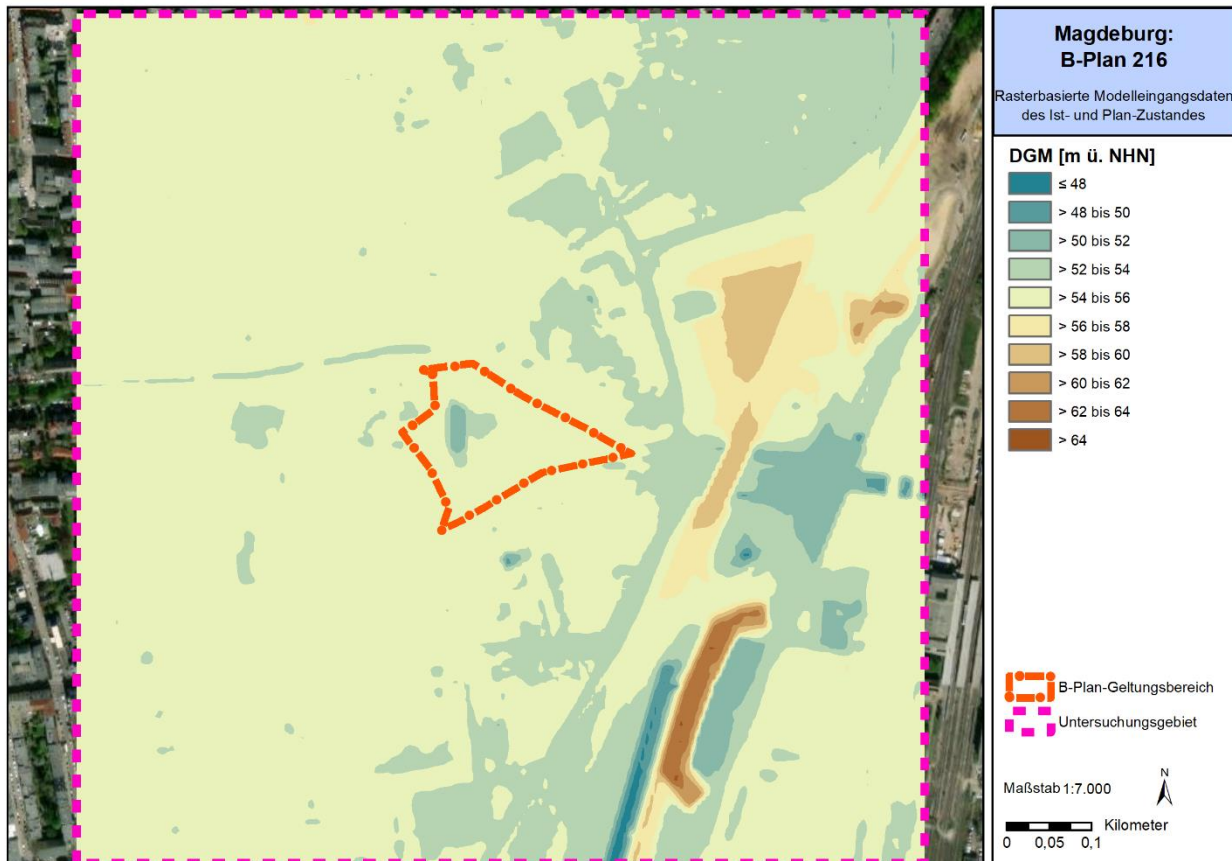 Magdeburg:
B-Plan 216
Rasterbasierte Modelleingangsdaten
des Ist- und Plan-Zustandes
DGM [m ü. NHN]
≤ 48
> 48 bis 50
> 50 bis 52
> 52 bis 54
> 54 bis 56
> 56 bis 58
> 58 bis 60
> 60 bis 62
> 62 bis 64
> 64
B-Plan-Geltungsbereich
Untersuchungsgebiet
Maßstab 1:7.000
N
Kilometer
0 0,05 0,1